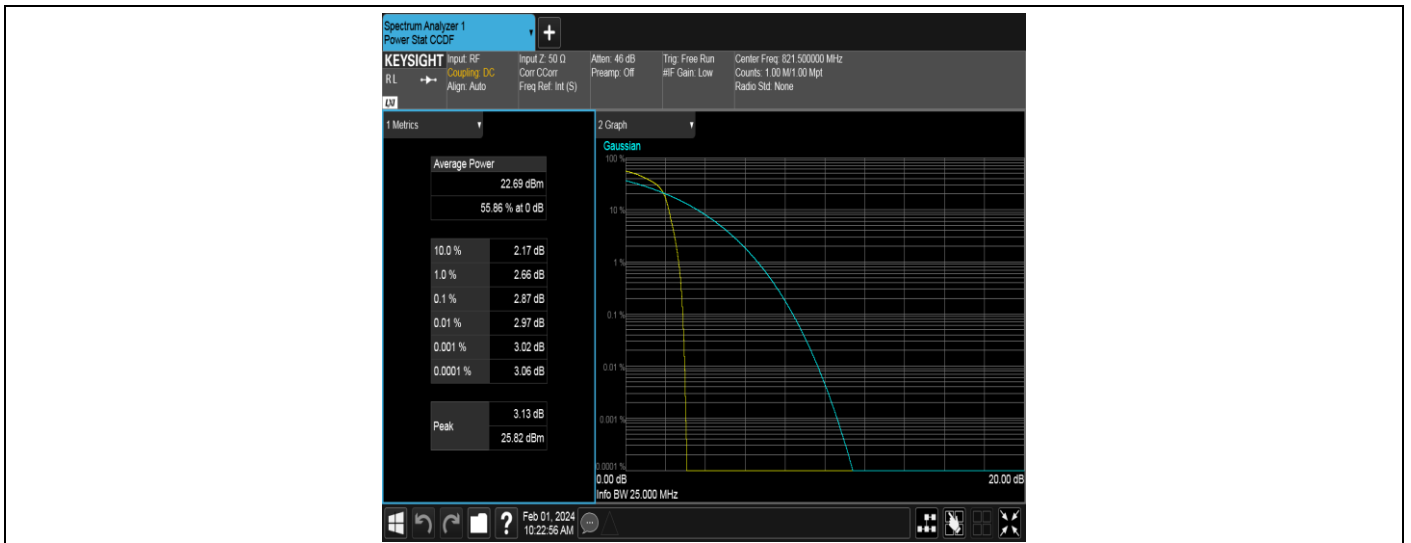 Spectrum Analyzer 1
Power Stat CCDF
+
KEYSIGHT
RL
LXI
Input: RF
Coupling: DC
Align: Auto
Input Z: 50 Ω
Corr CCorr
Freq Ref: Int (S)
Atten: 46 dB
Preamp: Off
Trig: Free Run
#IF Gain: Low
Center Freq: 821.500000 MHz
Counts: 1.00 M/1.00 Mpt
Radio Std: None
1 Metrics
Average Power
22.69 dBm
55.86 % at 0 dB
10.0 % 2.17 dB
1.0 % 2.66 dB
0.1 % 2.87 dB
0.01 % 2.97 dB
0.001 % 3.02 dB
0.0001 % 3.06 dB
Peak
3.13 dB
25.82 dBm
2 Graph
Gaussian
100 %
10 %
1 %
0.1 %
0.01 %
0.001 %
0.0001 %
0.00 dB 20.00 dB
Info BW 25.000 MHz
?
Feb 01, 2024
10:22:56 AM